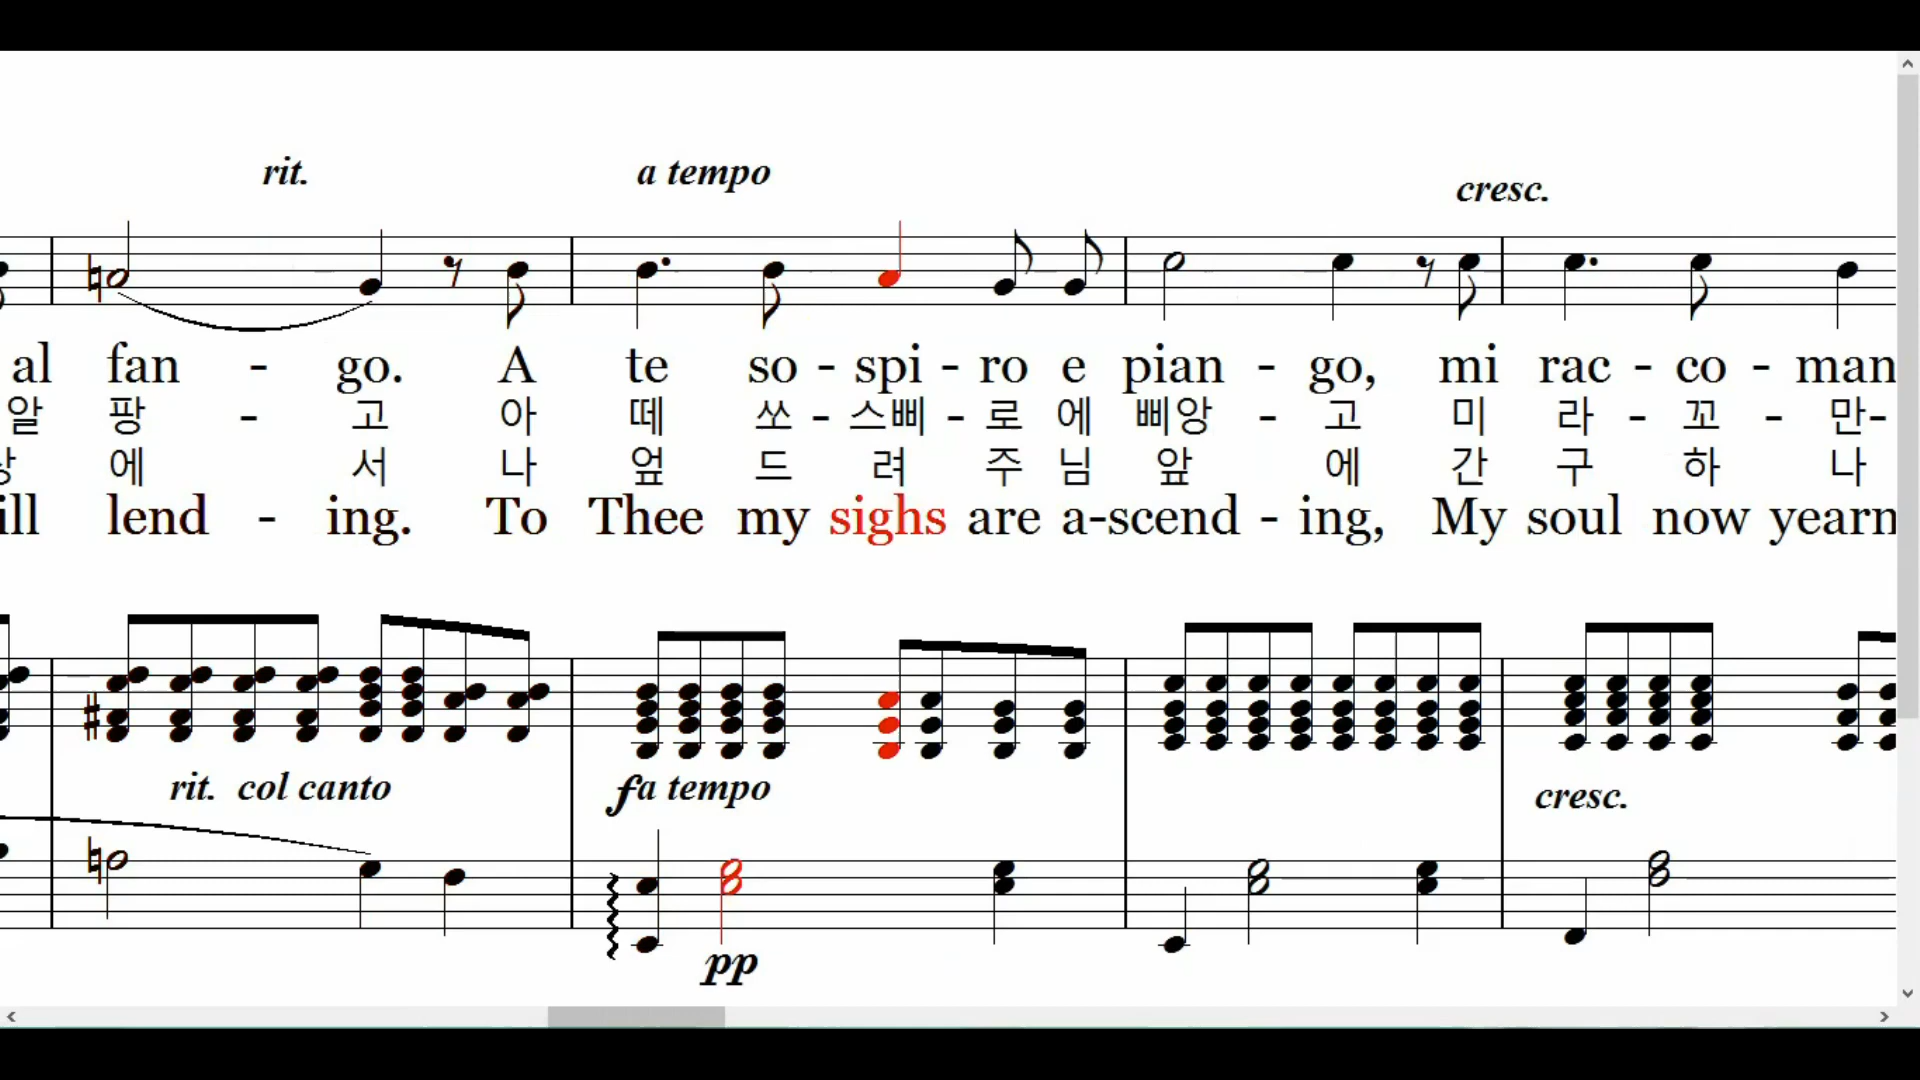 rit. a tempo cresc.
al fan - go. A te so - spi - ro e pian - go, mi rac - co - man
알 팡 - 고 아 떼 쏘 - 스삐 - 로 에 삐앙 - 고 미 라 - 꼬 - 만-
에 서 나 엎 드 려 주 님 앞 에 간 구 하 나
ill lend - ing. To Thee my sighs are a-scend - ing, My soul now yearn
rit. col canto f a tempo cresc.
pp